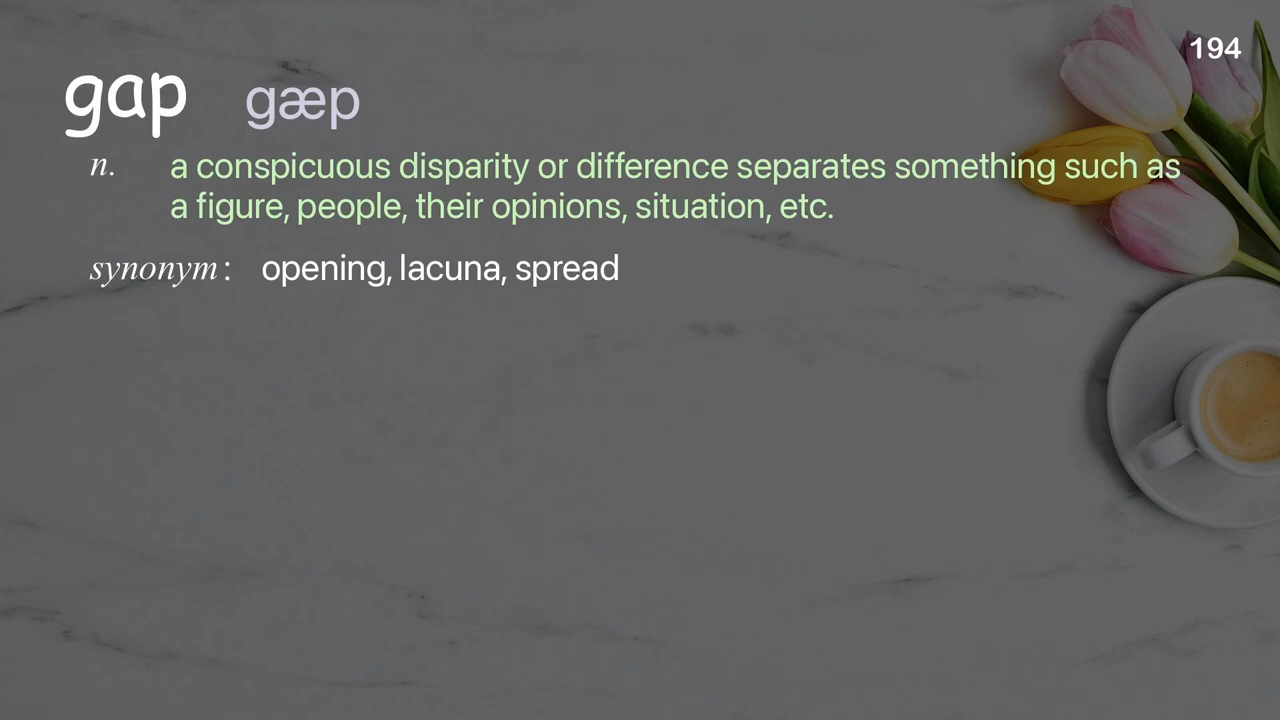 194
gap gæp
n. a conspicuous disparity or difference separates something such as
a figure, people, their opinions, situation, etc.
synonym: opening, lacuna, spread